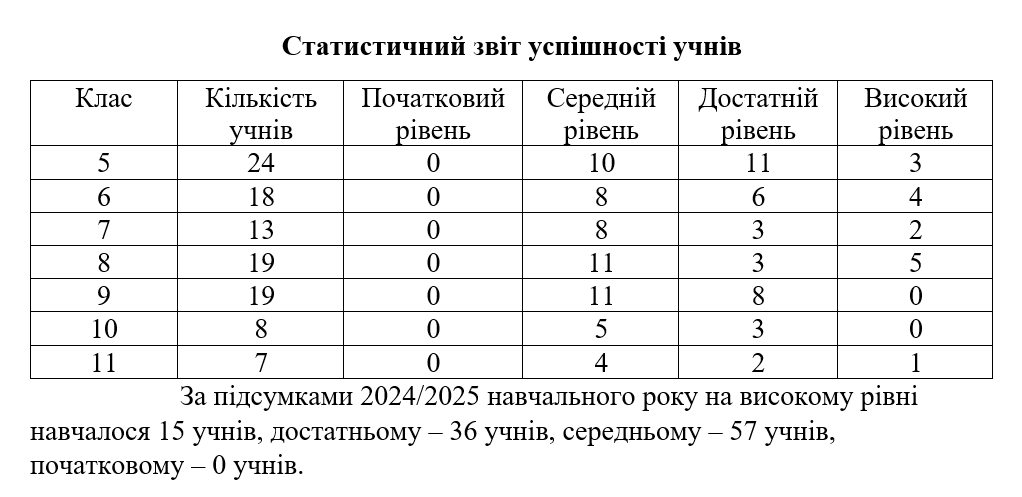 Статистичний звіт успішності учнів
Клас Кількість учнів Початковий рівень Середній рівень Достатній рівень Високий рівень
5 24 0 10 11 3
6 18 0 8 6 4
7 13 0 8 3 2
8 19 0 11 3 5
9 19 0 11 8 0
10 8 0 5 3 0
11 7 0 4 2 1
За підсумками 2024/2025 навчального року на високому рівні
навчалося 15 учнів, достатньому – 36 учнів, середньому – 57 учнів,
початковому – 0 учнів.